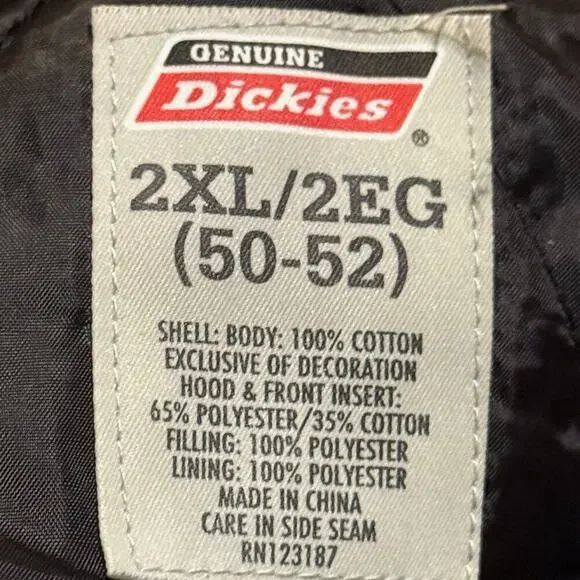 GENUINE
Dickies
®
2XL/2EG
(50-52)
SHELL: BODY: 100% COTTON
EXCLUSIVE OF DECORATION
HOOD & FRONT INSERT:
65% POLYESTER/35% COTTON
FILLING: 100% POLYESTER
LINING: 100% POLYESTER
MADE IN CHINA
CARE IN SIDE SEAM
RN123187